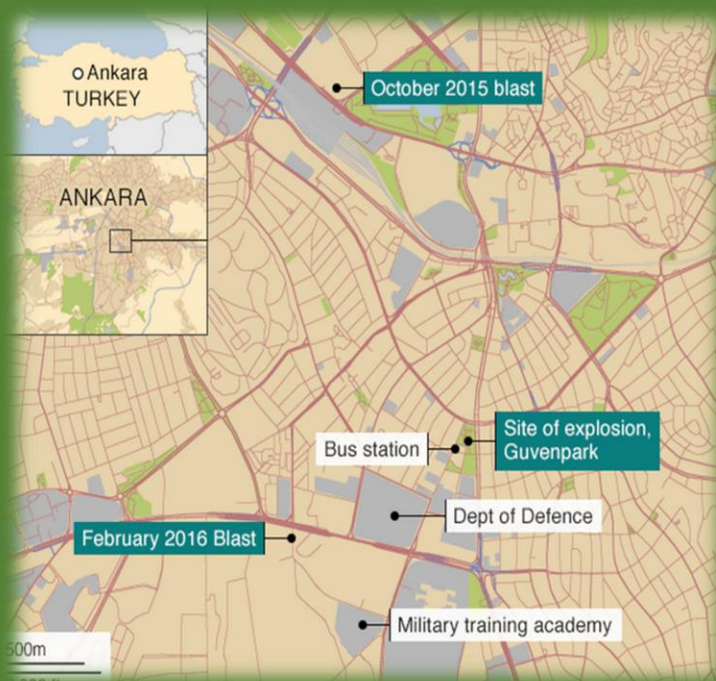 Ankara
TURKEY
ANKARA
October 2015 blast
Site of explosion,
Guvenpark
Bus station
Dept of Defence
February 2016 Blast
Military training academy
500m